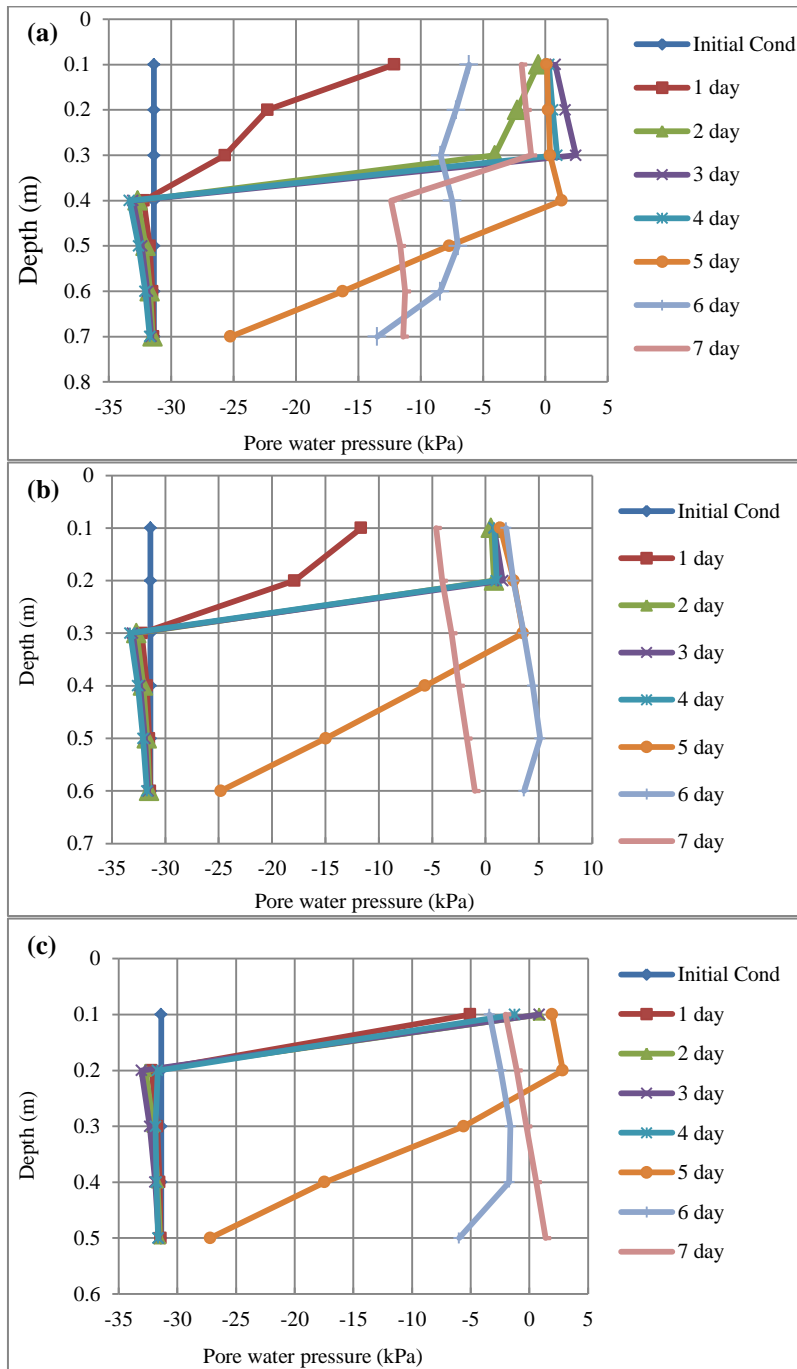 (a)
0
0.1
0.2
0.3
0.4
0.5
0.6
0.7
0.8
Depth (m)
-35 -30 -25 -20 -15 -10 -5 0 5
Pore water pressure (kPa)
Initial Cond
1 day
2 day
3 day
4 day
5 day
6 day
7 day
(b)
0
0.1
0.2
0.3
0.4
0.5
0.6
0.7
Depth (m)
-35 -30 -25 -20 -15 -10 -5 0 5 10
Pore water pressure (kPa)
Initial Cond
1 day
2 day
3 day
4 day
5 day
6 day
7 day
(c)
0
0.1
0.2
0.3
0.4
0.5
0.6
Depth (m)
-35 -30 -25 -20 -15 -10 -5 0 5
Pore water pressure (kPa)
Initial Cond
1 day
2 day
3 day
4 day
5 day
6 day
7 day